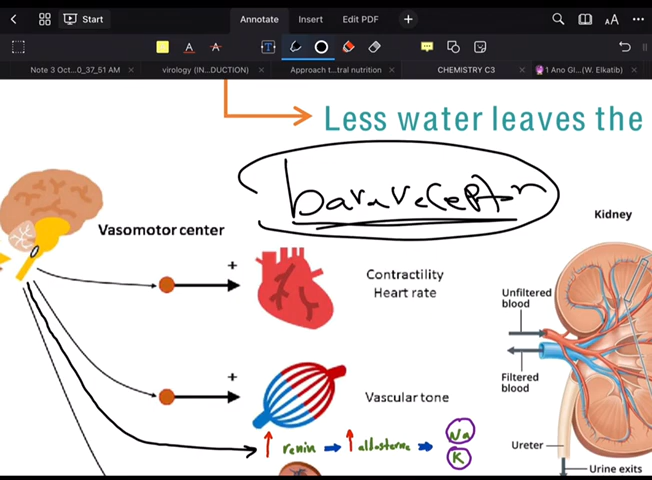 Start
Annotate
Insert
Edit PDF
Note 3 Oct...0_37_51 AM
virology (IN...DUCTION)
Approach t...tral nutrition
CHEMISTRY C3
1 Ano Gl...(W. Elkatib)
Less water leaves the
Vasomotor center
Kidney
Contractility
Heart rate
Unfiltered
blood
Filtered
blood
Vascular tone
renin
Na
K
Ureter
Urine exits